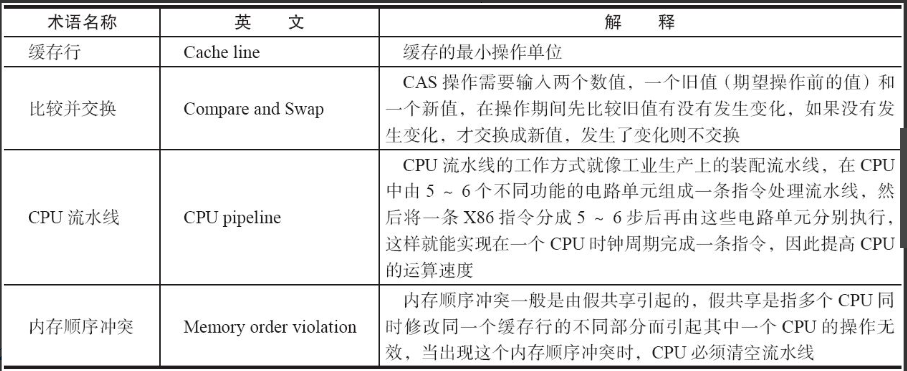 术语名称 英 文 解 释
缓存行 Cache line 缓存的最小操作单位
比较并交换 Compare and Swap CAS 操作需要输入两个数值，一个旧值（期望操作前的值）和
一个新值，在操作期间先比较旧值有没有发生变化，如果没有发
生变化，才交换成新值，发生了变化则不交换
CPU 流水线 CPU pipeline CPU 流水线的工作方式就像工业生产上的装配流水线，在 CPU
中由 5 ~ 6 个不同功能的电路单元组成一条指令处理流水线，然
后将一条 X86 指令分成 5 ~ 6 步后再由这些电路单元分别执行，
这样就能实现在一个 CPU 时钟周期完成一条指令，因此提高 CPU
的运算速度
内存顺序冲突 Memory order violation 内存顺序冲突一般是由假共享引起的，假共享是指多个 CPU 同
时修改同一个缓存行的不同部分而引起其中一个 CPU 的操作无
效，当出现这个内存顺序冲突时，CPU 必须清空流水线